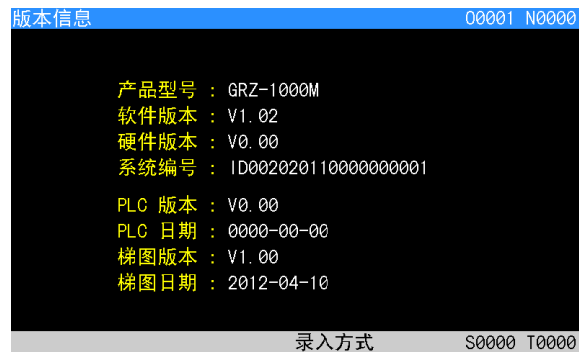 版本信息 O0001 N0000
产品型号 : GRZ-1000M
软件版本 : V1.02
硬件版本 : V0.00
系统编号 : ID002020110000000001
PLC 版本 : V0.00
PLC 日期 : 0000-00-00
梯图版本 : V1.00
梯图日期 : 2012-04-10
录入方式 S0000 T0000